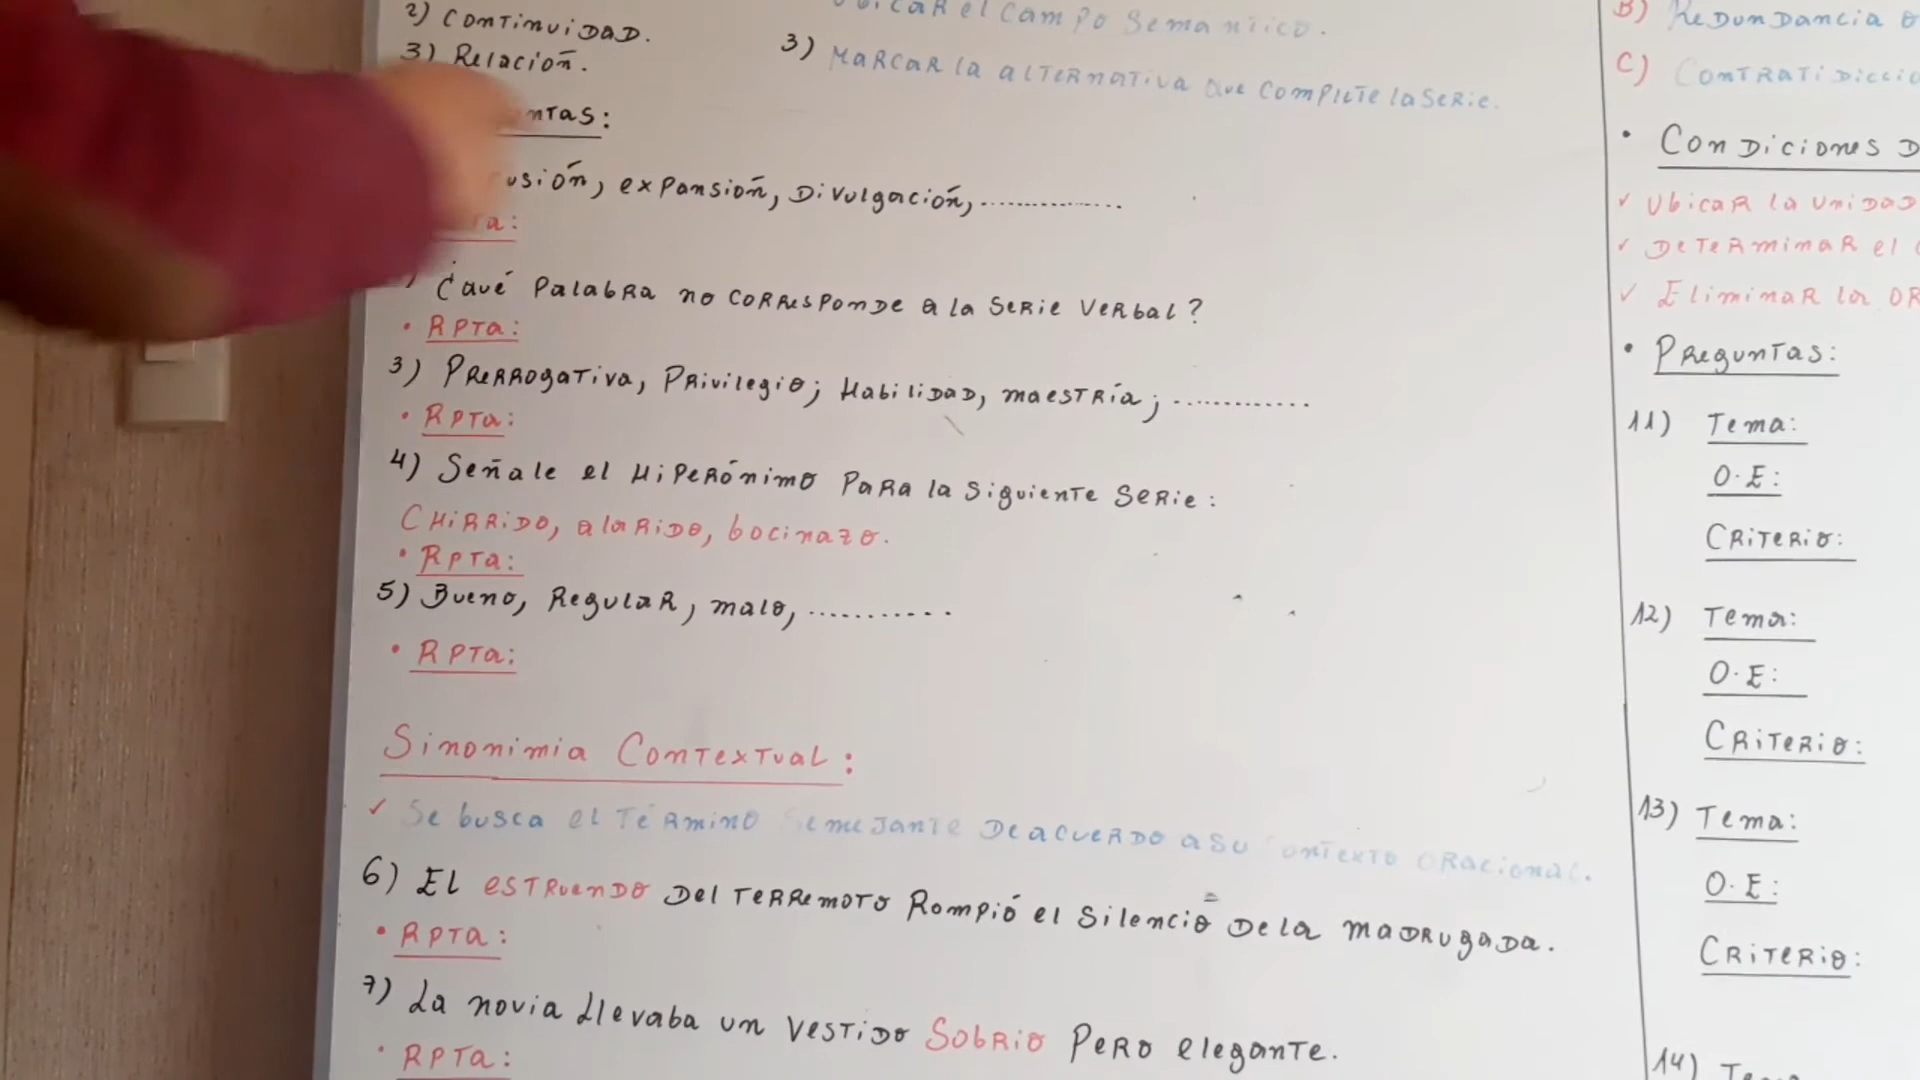 2) Continuidad.
3) Relación.
el campo semántico.
3) Marcar la alternativa que complete la serie.
expansión, Divulgación,..............
¿Qué palabra no corresponde a la serie verbal?
• Rpta:
3) Prerrogativa, Privilegio; Habilidad, maestría; .............
• Rpta:
4) Señale el Hiperónimo para la siguiente serie:
Chirrido, alarido, bocinazo.
• Rpta:
5) Bueno, Regular, malo, ...........
• Rpta:
Sinonimia Contextual:
✓ Se busca el término semejante de acuerdo a su contexto oracional.
6) El estruendo del terremoto rompió el silencio de la madrugada.
• Rpta:
7) La novia llevaba un vestido sobrio pero elegante.
• Rpta:
B) Redundancia o
C)
• Condiciones D
✓ Ubicar la unidad
✓ Determinar el
✓ Eliminar la
• Preguntas:
11) Tema:
O.E:
Criterio:
12) Tema:
O.E:
Criterio:
13) Tema:
O.E:
Criterio:
14)